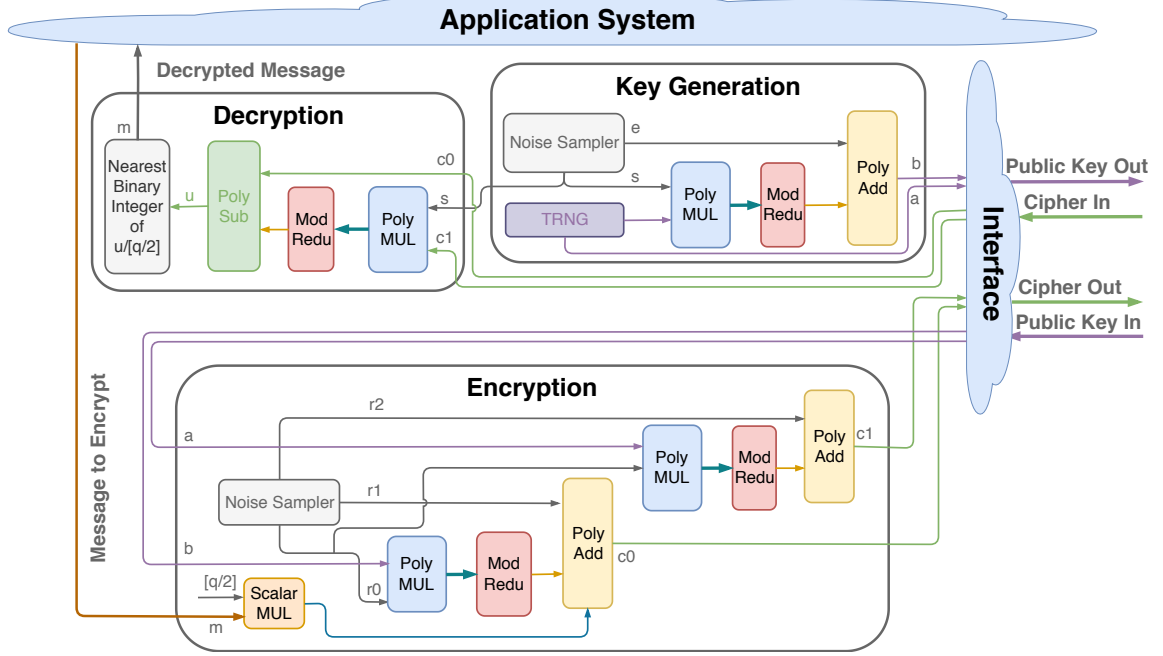 Application System
Decrypted Message
Key Generation
Decryption
m
Noise Sampler
e
c0
Nearest
Binary
Integer
of
u/[q/2]
u
Poly
Sub
Mod
Redu
Poly
MUL
s
c1
s
TRNG
Poly
MUL
Mod
Redu
Poly
Add
b
a
Interface
Public Key Out
Cipher In
Cipher Out
Public Key In
Message to Encrypt
Encryption
r2
a
Poly
MUL
Mod
Redu
Poly
Add
c1
Noise Sampler
r1
b
r0
Poly
MUL
Mod
Redu
Poly
Add
c0
[q/2]
Scalar
MUL
m